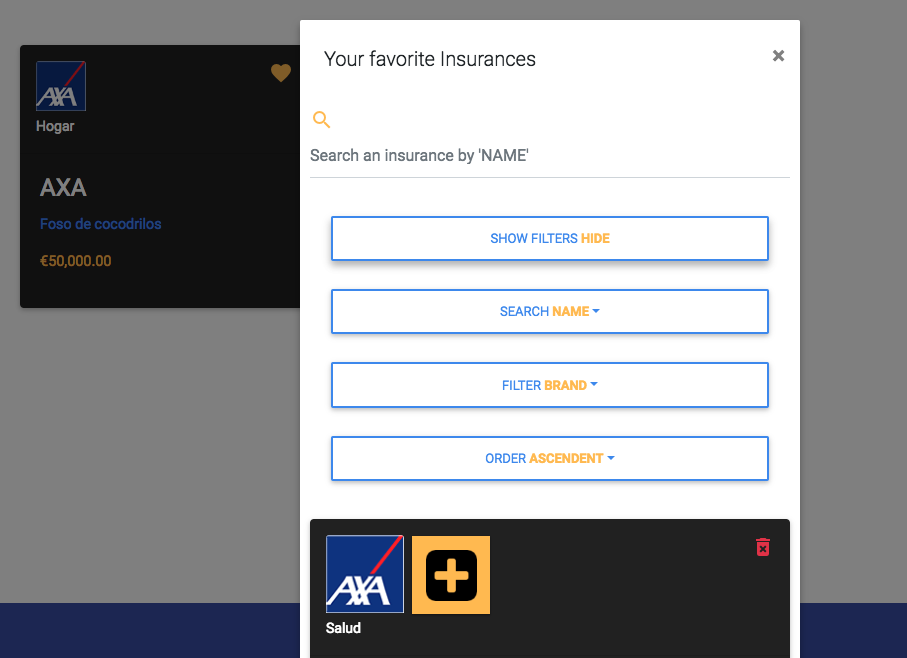 AXA
Hogar
AXA
Foso de cocodrilos
€50,000.00
Your favorite Insurances
×
Search an insurance by 'NAME'
SHOW FILTERS HIDE
SEARCH NAME
FILTER BRAND
ORDER ASCENDENT
AXA
Salud